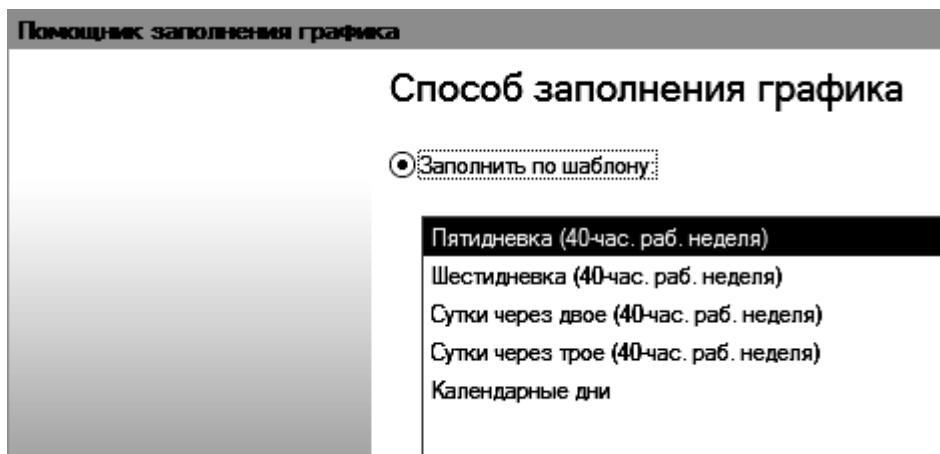 Помощник заполнения графика
Способ заполнения графика
Заполнить по шаблону:
Пятидневка (40-час. раб. неделя)
Шестидневка (40-час. раб. неделя)
Сутки через двое (40-час. раб. неделя)
Сутки через трое (40-час. раб. неделя)
Календарные дни